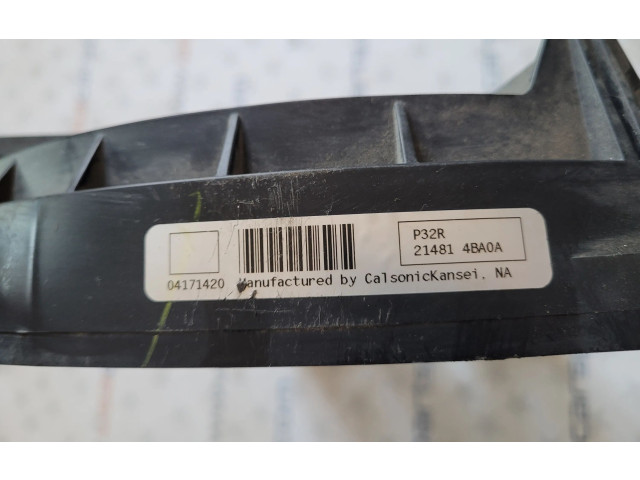 P32R
21481 4BA0A
04171420 Manufactured by CalsonicKansei, NA